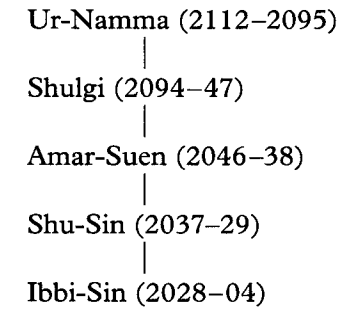 Ur-Namma (2112–2095)
Shulgi (2094–47)
Amar-Suen (2046–38)
Shu-Sin (2037–29)
Ibbi-Sin (2028–04)